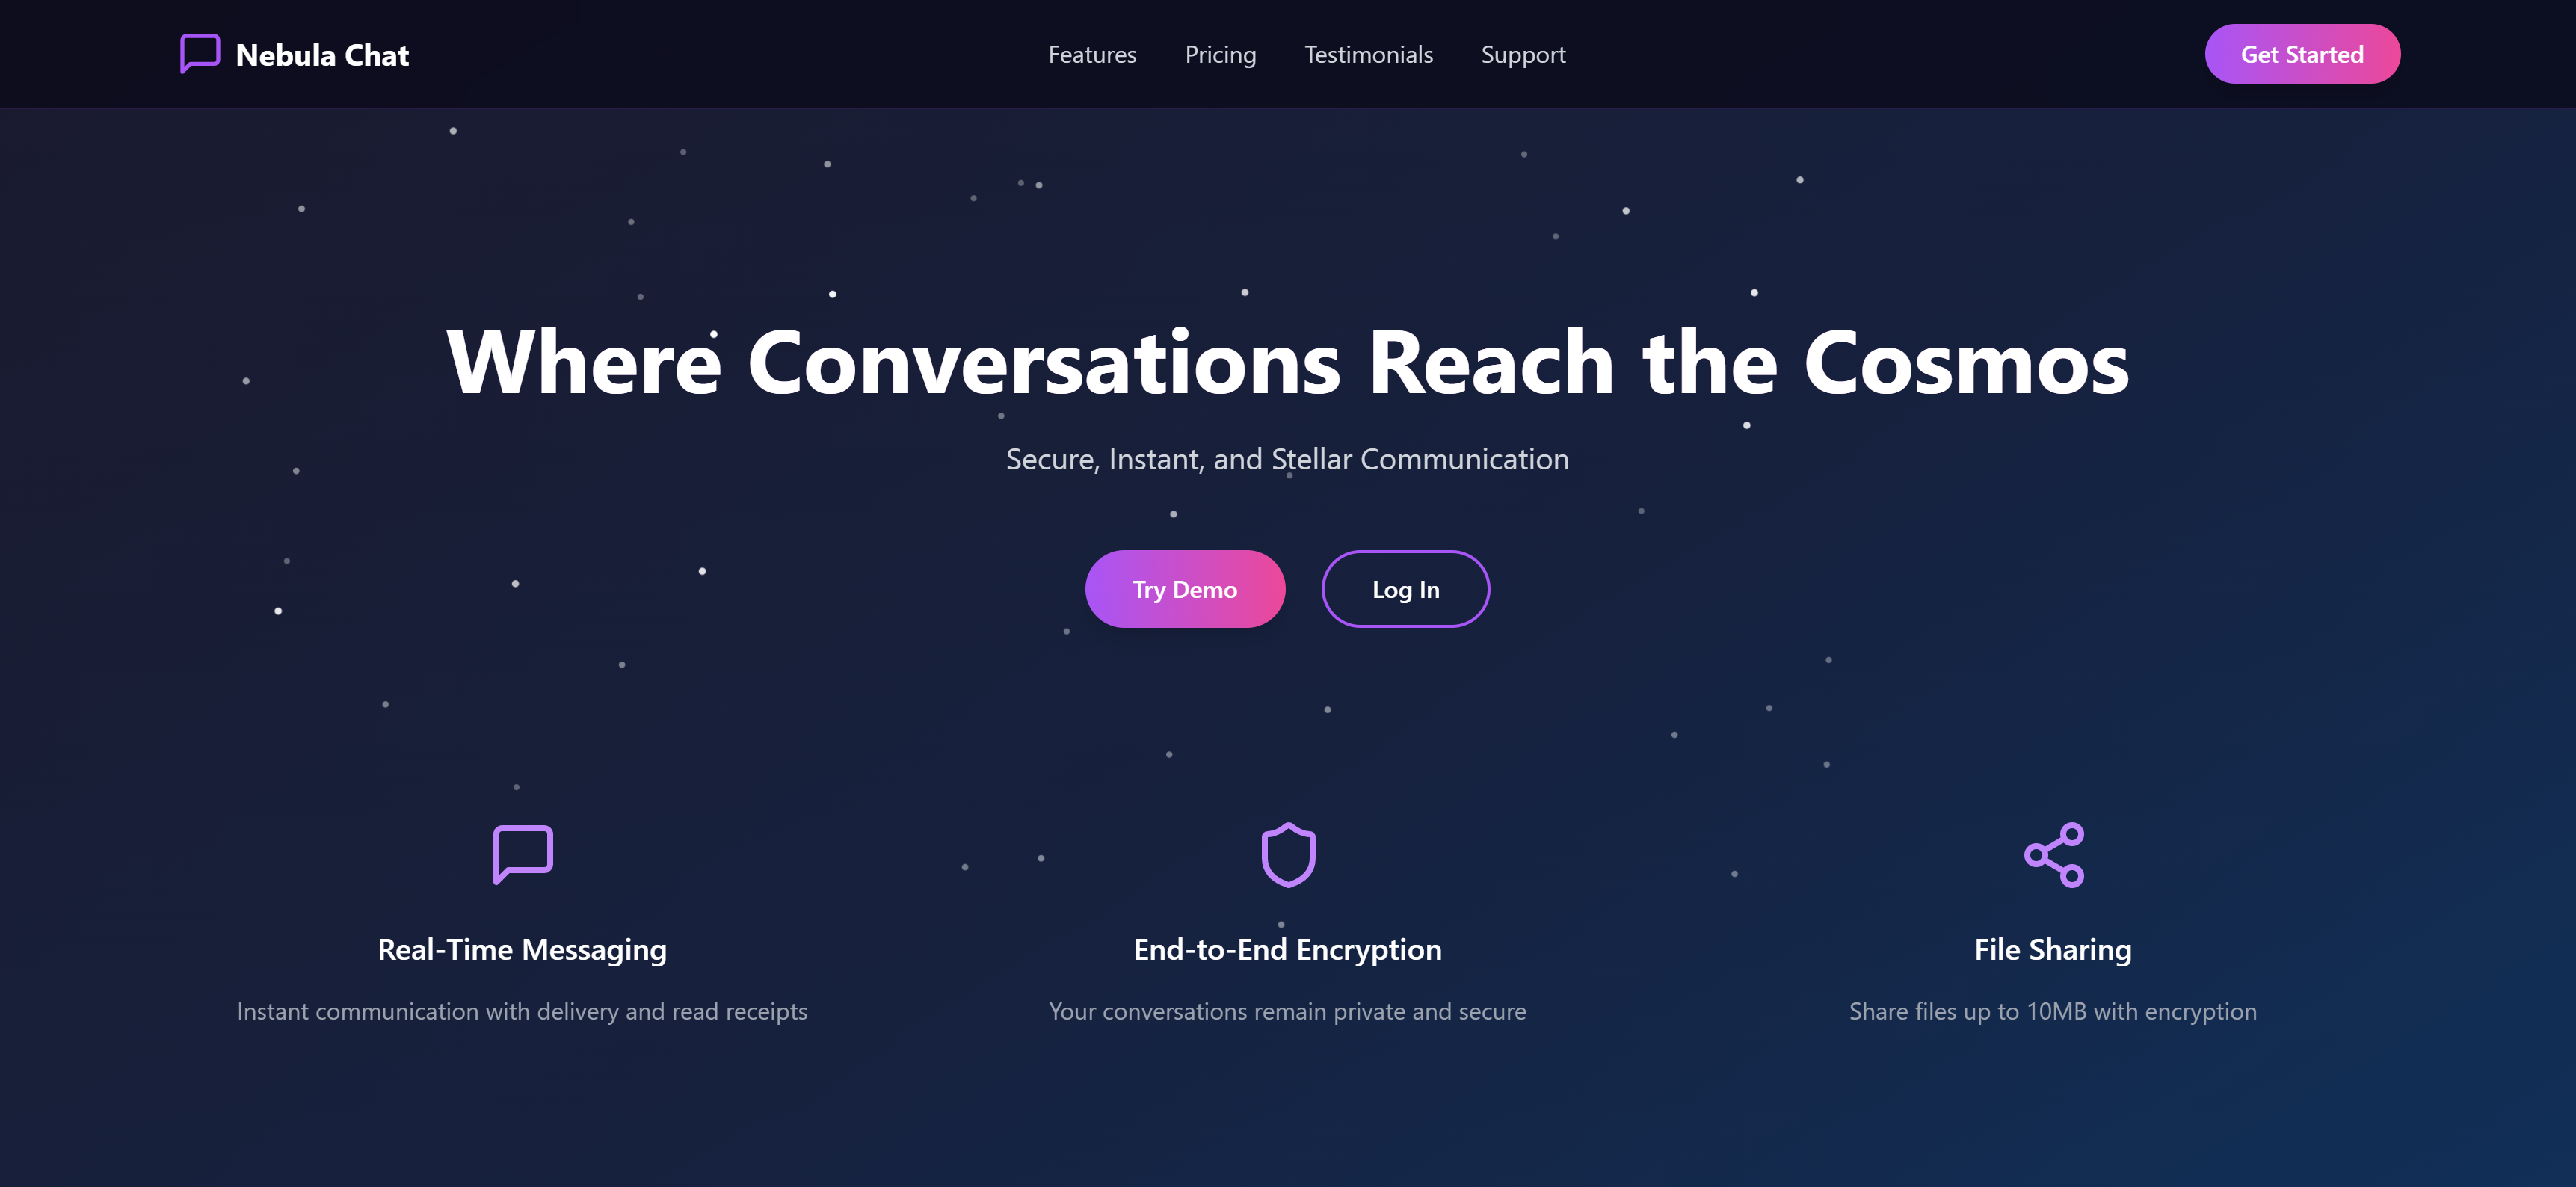 Nebula Chat
Features
Pricing
Testimonials
Support
Get Started
Where Conversations Reach the Cosmos
Secure, Instant, and Stellar Communication
Try Demo
Log In
Real-Time Messaging
Instant communication with delivery and read receipts
End-to-End Encryption
Your conversations remain private and secure
File Sharing
Share files up to 10MB with encryption